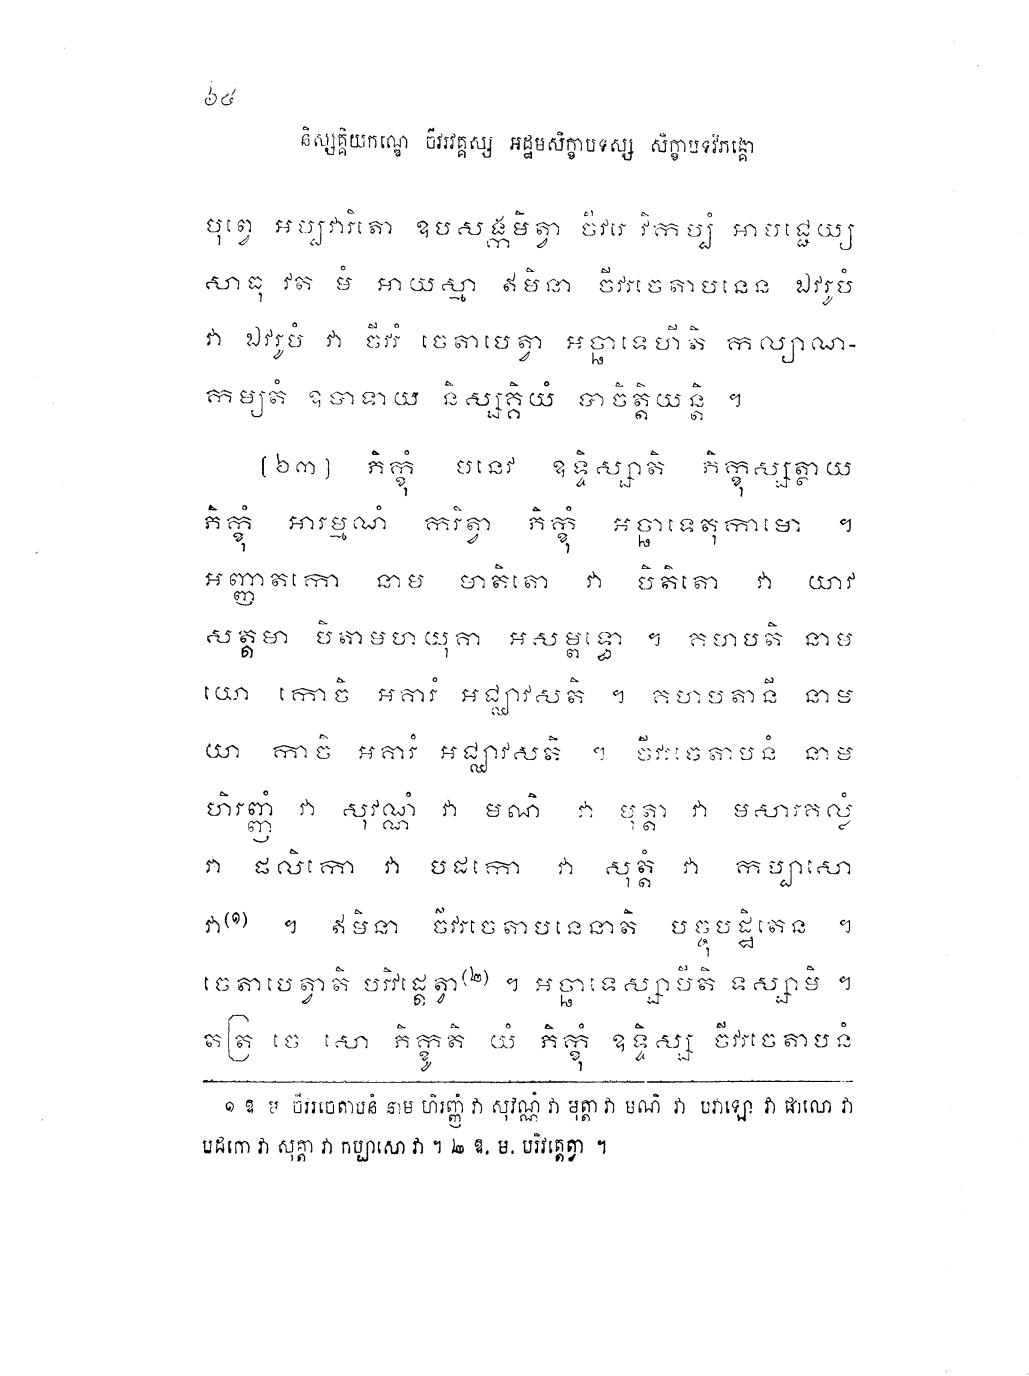 ៦៤
និស្សគ្គិយកណ្ឌេ ចីវរវគ្គស្ស អដ្ឋមសិក្ខាបទស្ស សិក្ខាបទវិភង្គោ
បុព្វេ អប្បវារិតោ ឧបសង្កមិត្វា ចីវរេ វិកប្បំ អាបជ្ជេយ្យ
សាធុ វត មំ អាយស្មា ឥមិនា ចីវរចេតាបនេន ឯវរូបំ
វា ឯវរូបំ វា ចីវរំ ចេតាបេត្វា អច្ឆាទេហីតិ កល្យាណ-
កម្យតំ ឧបាទាយ និស្សគ្គិយំ បាចិត្តិយន្តិ ។
[៦៣] ភិក្ខុំ បនេវ ឧទ្ទិស្សាតិ ភិក្ខុស្សត្ថាយ
ភិក្ខុំ អារម្មណំ ករិត្វា ភិក្ខុំ អច្ឆាទេតុកាមោ ។
អញ្ញាតកោ នាម មាតិតោ វា បិតិតោ វា យាវ
សត្តមា បិតាមហយុគា អសម្ពទ្ធោ ។ គហបតិ នាម
យោ កោចិ អគារំ អជ្ឈាវសតិ ។ គហបតានី នាម
យា កាចិ អគារំ អជ្ឈាវសតិ ។ ចីវរចេតាបនំ នាម
ហិរញ្ញំ វា សុវណ្ណំ វា មណិ វា មុត្តា វា មសារគល្លំ
វា ផលិកោ វា បដកោ វា សុត្តំ វា កប្បាសោ
វា(១) ។ ឥមិនា ចីវរចេតាបនេនាតិ បច្ចុបដ្ឋិតេន ។
ចេតាបេត្វាតិ បរិវដ្តេត្វា(២) ។ អច្ឆាទេស្សាមីតិ ទស្សាមិ ។
តត្រ ចេ សោ ភិក្ខូតិ យំ ភិក្ខុំ ឧទ្ទិស្ស ចីវរចេតាបនំ
១ ឧ ម ចីវរចេតាបនំ នាម ហិរញ្ញំ វា សុវណ្ណំ វា មុត្តា វា មណិ វា បវាឡោ វា ផាលោ វា
បដកោ វា សុត្តា វា កប្បាសោ វា ។ ២ ឧ. ម. បរិវត្តេត្វា ។